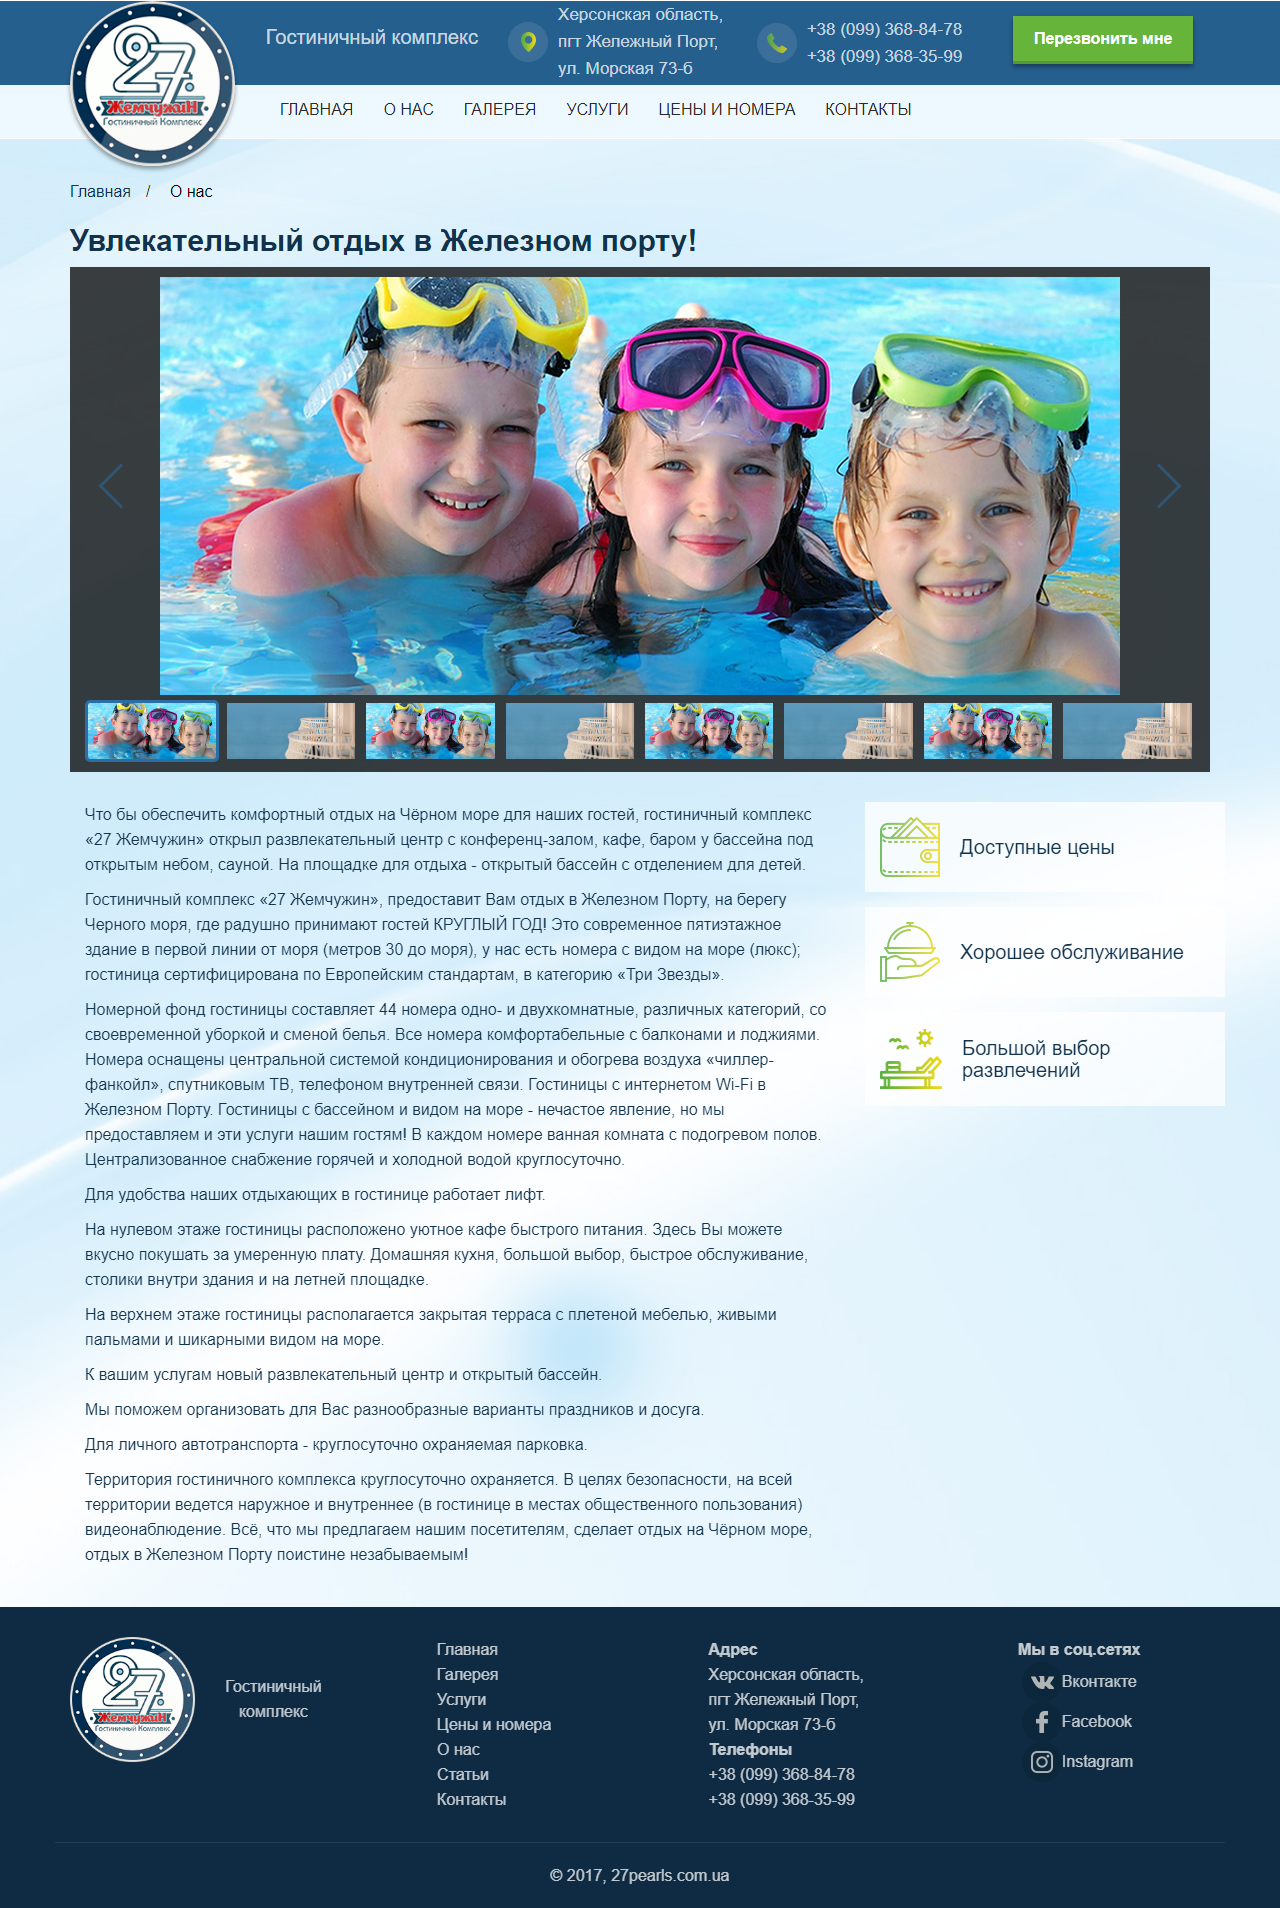 27
ЖемчужиН
Гостиничный Комплекс
Гостиничный комплекс
Херсонская область,
пгт Жележный Порт,
ул. Морская 73-б
+38 (099) 368-84-78
+38 (099) 368-35-99
Перезвонить мне
ГЛАВНАЯ О НАС ГАЛЕРЕЯ УСЛУГИ ЦЕНЫ И НОМЕРА КОНТАКТЫ
Главная / О нас
Увлекательный отдых в Железном порту!
Что бы обеспечить комфортный отдых на Чёрном море для наших гостей, гостиничный комплекс
«27 Жемчужин» открыл развлекательный центр с конференц-залом, кафе, баром у бассейна под
открытым небом, сауной. На площадке для отдыха - открытый бассейн с отделением для детей.
Гостиничный комплекс «27 Жемчужин», предоставит Вам отдых в Железном Порту, на берегу
Черного моря, где радушно принимают гостей КРУГЛЫЙ ГОД! Это современное пятиэтажное
здание в первой линии от моря (метров 30 до моря), у нас есть номера с видом на море (люкс);
гостиница сертифицирована по Европейским стандартам, в категорию «Три Звезды».
Номерной фонд гостиницы составляет 44 номера одно- и двухкомнатные, различных категорий, со
своевременной уборкой и сменой белья. Все номера комфортабельные с балконами и лоджиями.
Номера оснащены центральной системой кондиционирования и обогрева воздуха «чиллер-
фанкойл», спутниковым ТВ, телефоном внутренней связи. Гостиницы с интернетом Wi-Fi в
Железном Порту. Гостиницы с бассейном и видом на море - нечастое явление, но мы
предоставляем и эти услуги нашим гостям! В каждом номере ванная комната с подогревом полов.
Централизованное снабжение горячей и холодной водой круглосуточно.
Для удобства наших отдыхающих в гостинице работает лифт.
На нулевом этаже гостиницы расположено уютное кафе быстрого питания. Здесь Вы можете
вкусно покушать за умеренную плату. Домашняя кухня, большой выбор, быстрое обслуживание,
столики внутри здания и на летней площадке.
На верхнем этаже гостиницы располагается закрытая терраса с плетеной мебелью, живыми
пальмами и шикарными видом на море.
К вашим услугам новый развлекательный центр и открытый бассейн.
Мы поможем организовать для Вас разнообразные варианты праздников и досуга.
Для личного автотранспорта - круглосуточно охраняемая парковка.
Территория гостиничного комплекса круглосуточно охраняется. В целях безопасности, на всей
территории ведется наружное и внутреннее (в гостинице в местах общественного пользования)
видеонаблюдение. Всё, что мы предлагаем нашим посетителям, сделает отдых на Чёрном море,
отдых в Железном Порту поистине незабываемым!
Доступные цены
Хорошее обслуживание
Большой выбор
развлечений
27
ЖемчужиН
Гостиничный Комплекс
Гостиничный
комплекс
Главная
Галерея
Услуги
Цены и номера
О нас
Статьи
Контакты
Адрес
Херсонская область,
пгт Жележный Порт,
ул. Морская 73-б
Телефоны
+38 (099) 368-84-78
+38 (099) 368-35-99
Мы в соц.сетях
Вконтакте
Facebook
Instagram
© 2017, 27pearls.com.ua